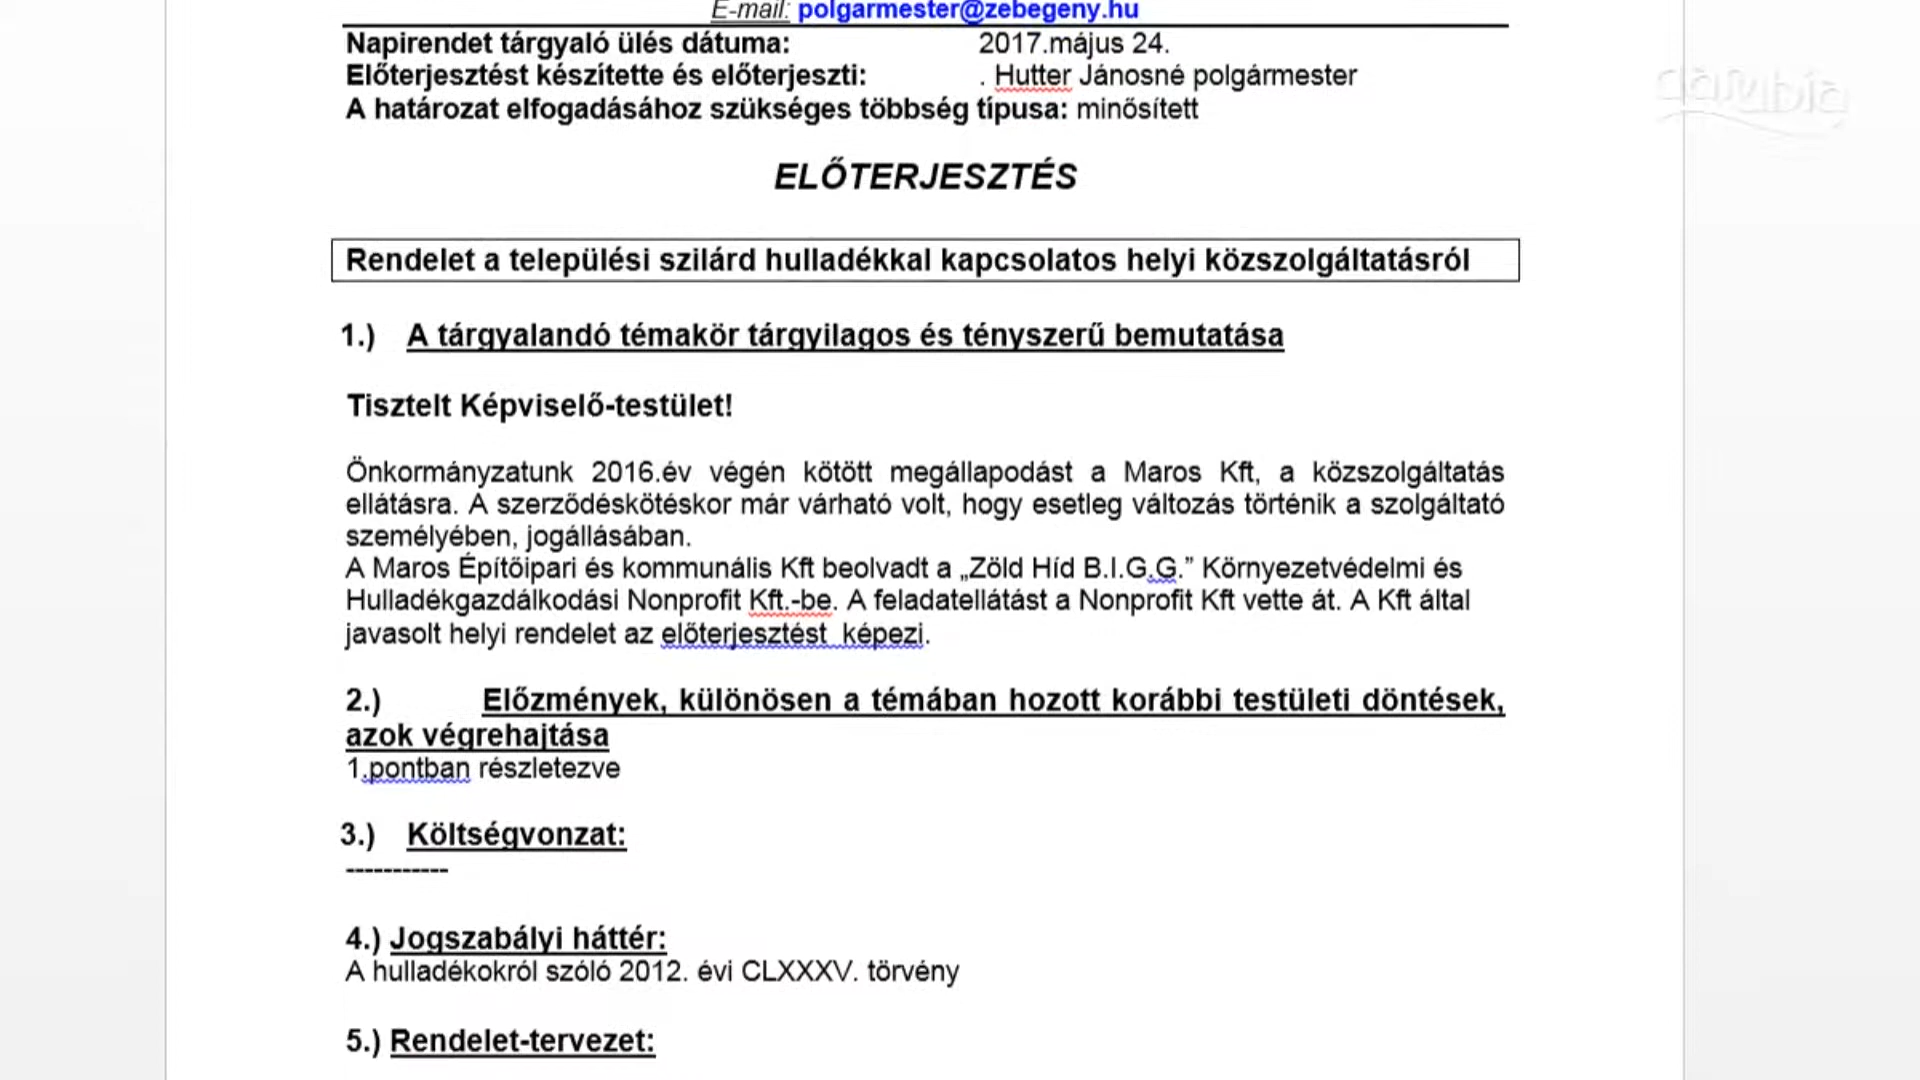 E-mail: polgarmester@zebegeny.hu
Napirendet tárgyaló ülés dátuma: 2017.május 24.
Előterjesztést készítette és előterjeszti: . Hutter Jánosné polgármester
A határozat elfogadásához szükséges többség típusa: minősített
danubia
ELŐTERJESZTÉS
Rendelet a települési szilárd hulladékkal kapcsolatos helyi közszolgáltatásról
1.) A tárgyalandó témakör tárgyilagos és tényszerű bemutatása
Tisztelt Képviselő-testület!
Önkormányzatunk 2016.év végén kötött megállapodást a Maros Kft, a közszolgáltatás
ellátásra. A szerződéskötéskor már várható volt, hogy esetleg változás történik a szolgáltató
személyében, jogállásában.
A Maros Építőipari és kommunális Kft beolvadt a „Zöld Híd B.I.G.G.” Környezetvédelmi és
Hulladékgazdálkodási Nonprofit Kft.-be. A feladatellátást a Nonprofit Kft vette át. A Kft által
javasolt helyi rendelet az előterjesztést képezi.
2.) Előzmények, különösen a témában hozott korábbi testületi döntések,
azok végrehajtása
1.pontban részletezve
3.) Költségvonzat:
-----------
4.) Jogszabályi háttér:
A hulladékokról szóló 2012. évi CLXXXV. törvény
5.) Rendelet-tervezet: